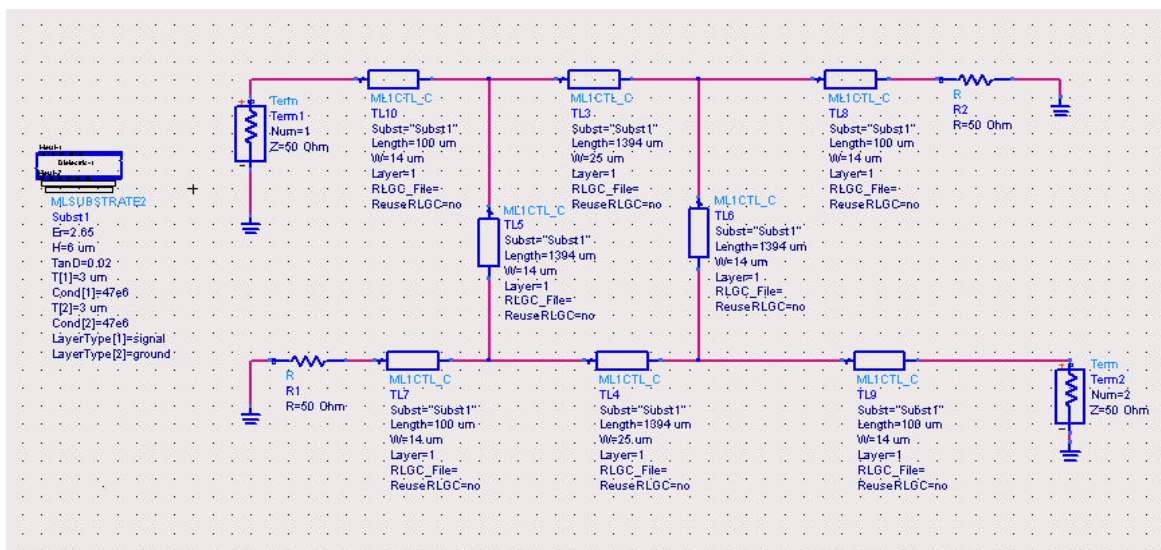 Term
Term1
Num=1
Z=50 Ohm
ML1CTL_C
TL10
Subst="Subst1"
Length=100 um
W=14 um
Layer=1
RLGC_File=
ReuseRLGC=no
ML1CTL_C
TL3
Subst="Subst1"
Length=1394 um
W=25 um
Layer=1
RLGC_File=
ReuseRLGC=no
ML1CTL_C
TL8
Subst="Subst1"
Length=100 um
W=14 um
Layer=1
RLGC_File=
ReuseRLGC=no
R
R2
R=50 Ohm
MLSUBSTRATE2
Subst1
Er=2.65
H=6 um
TanD=0.02
T[1]=3 um
Cond[1]=47e6
T[2]=3 um
Cond[2]=47e6
LayerType[1]=signal
LayerType[2]=ground
ML1CTL_C
TL5
Subst="Subst1"
Length=1394 um
W=14 um
Layer=1
RLGC_File=
ReuseRLGC=no
ML1CTL_C
TL6
Subst="Subst1"
Length=1394 um
W=14 um
Layer=1
RLGC_File=
ReuseRLGC=no
R
R1
R=50 Ohm
ML1CTL_C
TL7
Subst="Subst1"
Length=100 um
W=14 um
Layer=1
RLGC_File=
ReuseRLGC=no
ML1CTL_C
TL4
Subst="Subst1"
Length=1394 um
W=25 um
Layer=1
RLGC_File=
ReuseRLGC=no
ML1CTL_C
TL9
Subst="Subst1"
Length=100 um
W=14 um
Layer=1
RLGC_File=
ReuseRLGC=no
Term
Term2
Num=2
Z=50 Ohm